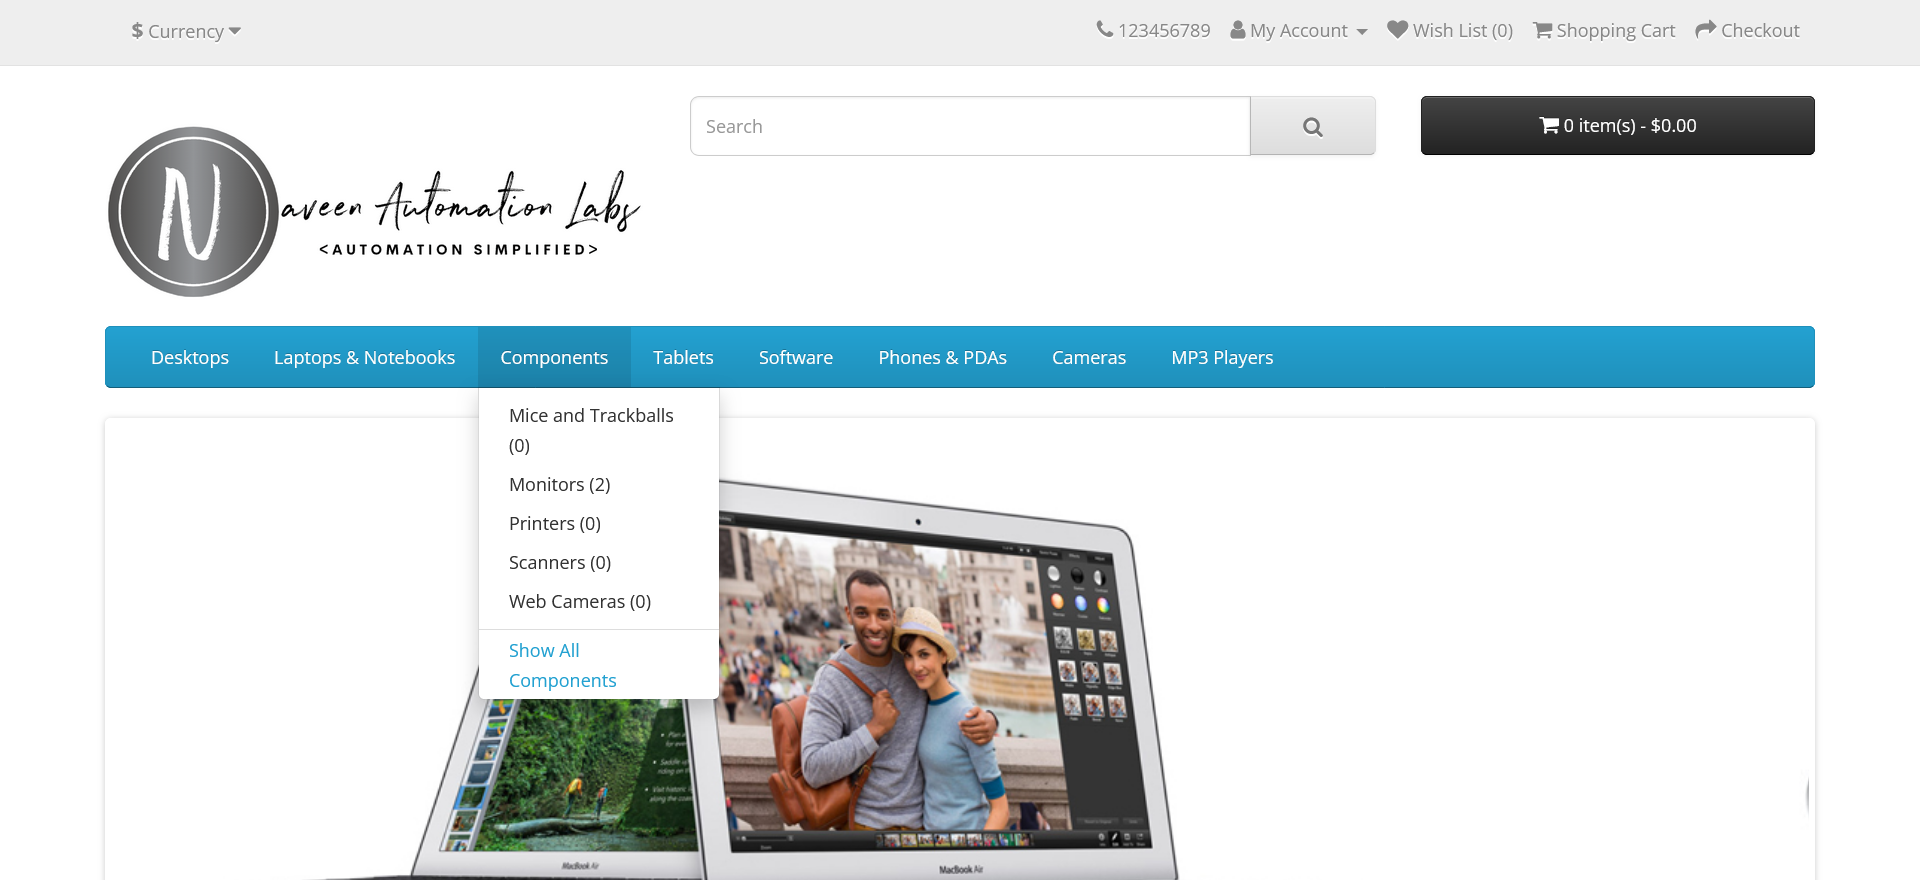 $ Currency
123456789 My Account Wish List (0) Shopping Cart Checkout
Search
0 item(s) - $0.00
Naveen Automation Labs
<AUTOMATION SIMPLIFIED>
Desktops Laptops & Notebooks Components Tablets Software Phones & PDAs Cameras MP3 Players
Mice and Trackballs
(0)
Monitors (2)
Printers (0)
Scanners (0)
Web Cameras (0)
Show All
Components
MacBook Air
MacBook Air